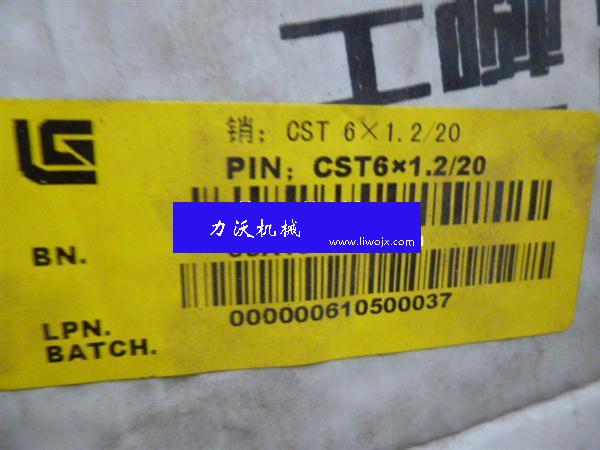 工
销; CST 6×1.2/20
LG
PIN; CST6×1.2/20
力沃机械
www.liwojx.com
BN.
LPN.
000000610500037
BATCH.